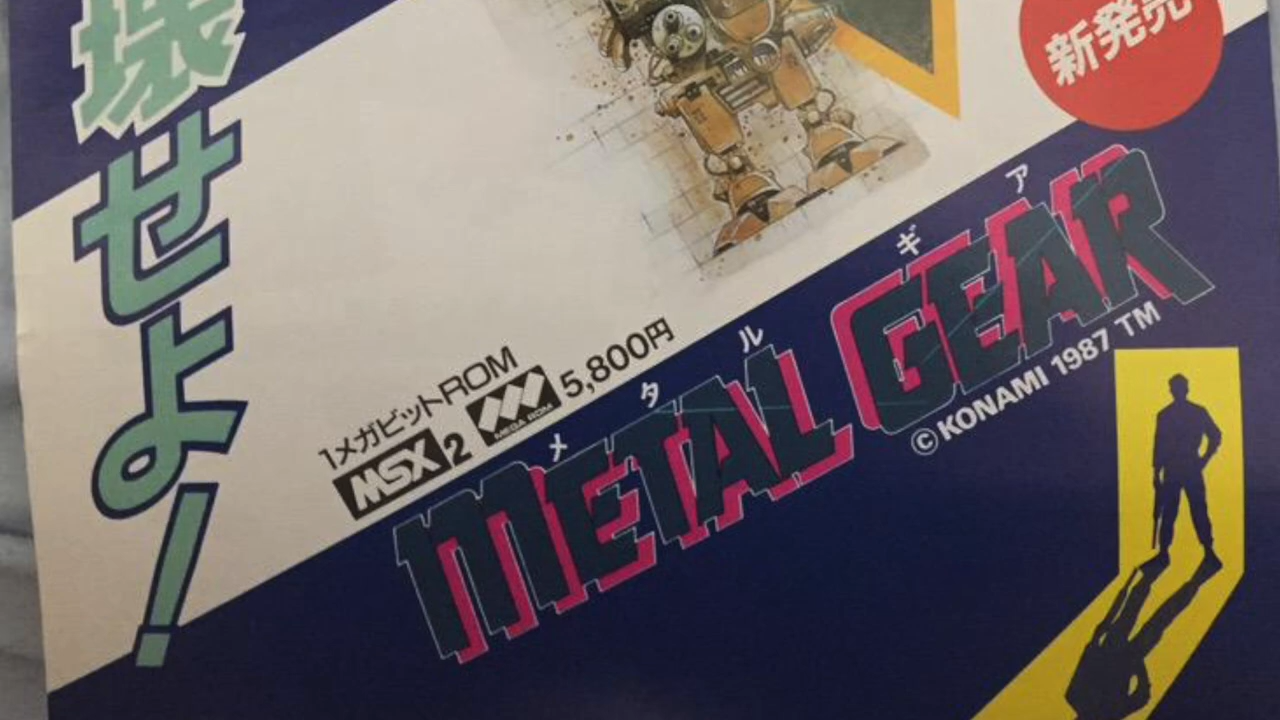 壊せよ!
新発売
1メガビットROM
MSX2 MEGA ROM 5,800円
メタルギア
METAL GEAR
©KONAMI 1987 TM